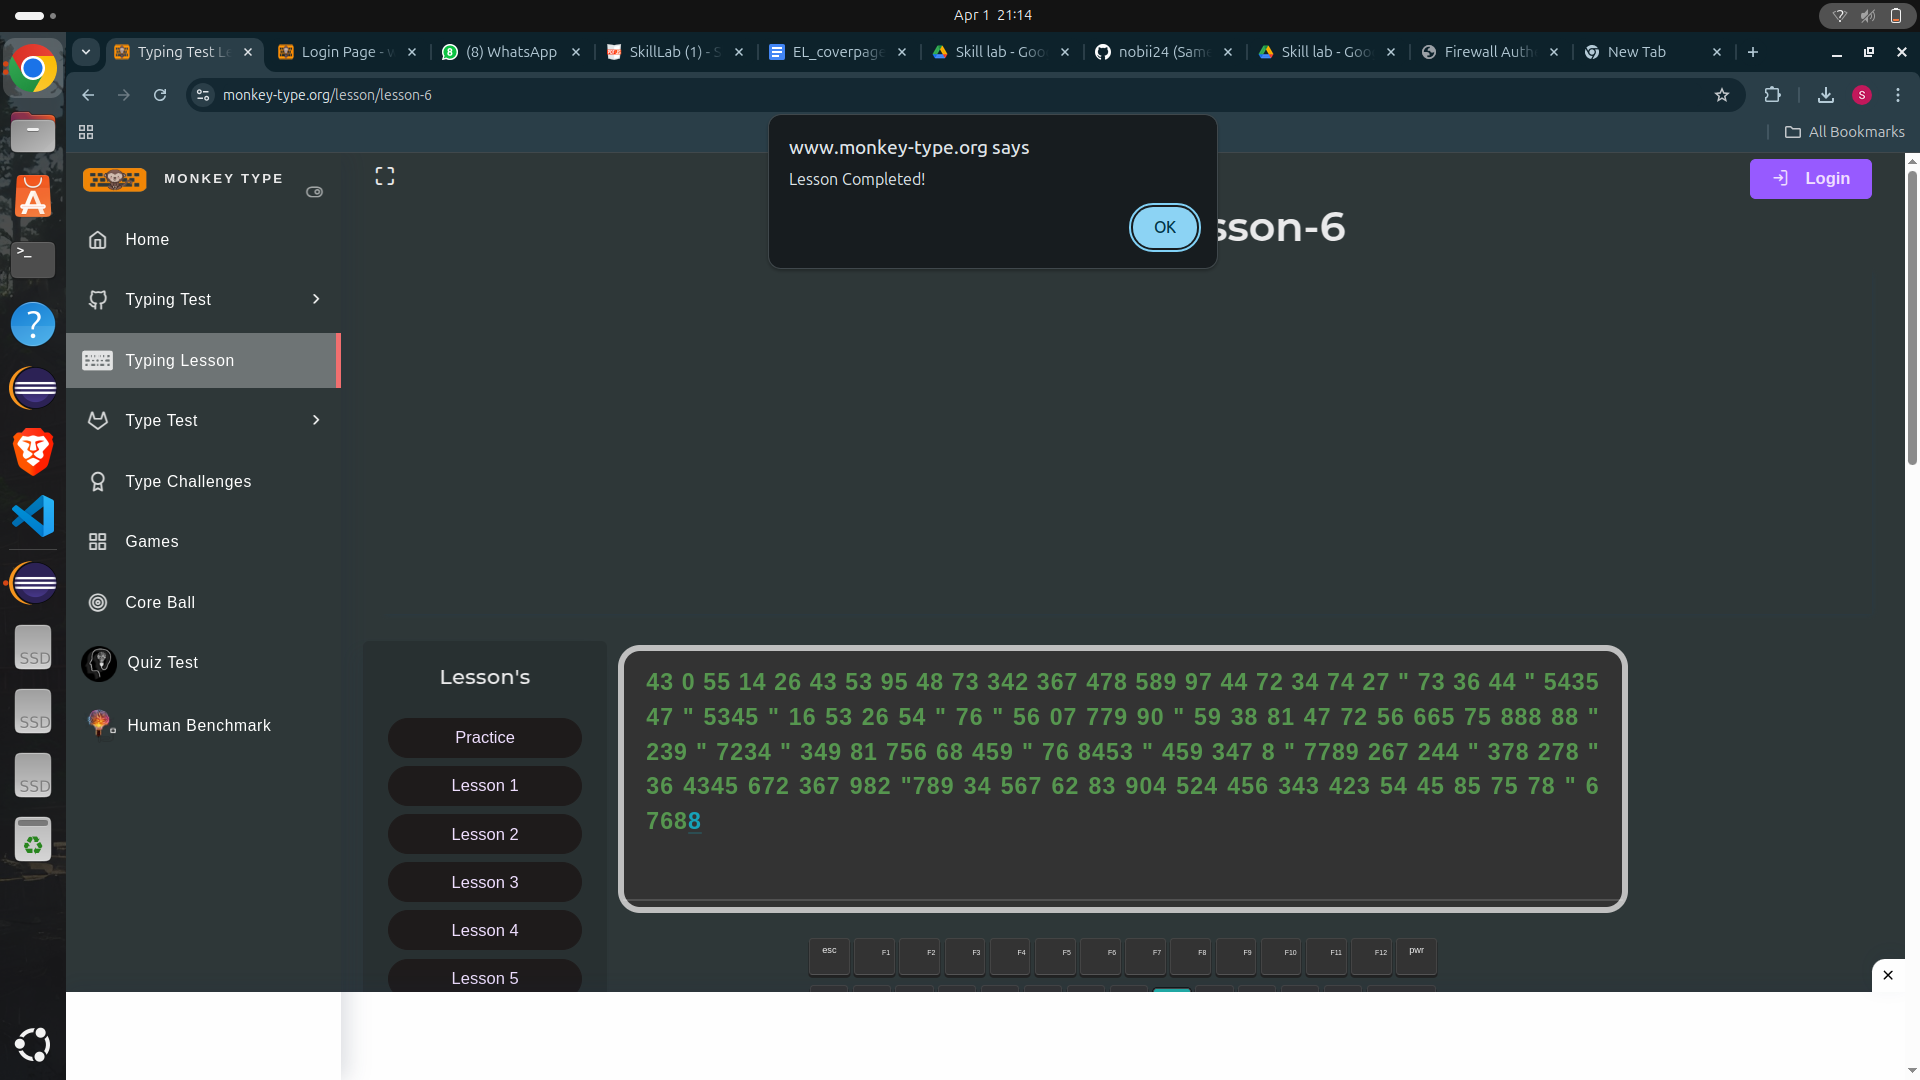 Apr 1 21:14
Typing Test Le
Login Page - w
(8) WhatsApp
SkillLab (1) - S
EL_coverpage
Skill lab - Goo
nobii24 (Same
Skill lab - Goo
Firewall Auth
New Tab
monkey-type.org/lesson/lesson-6
S
All Bookmarks
www.monkey-type.org says
Lesson Completed!
OK
MONKEY TYPE
Login
sson-6
Home
Typing Test
Typing Lesson
Type Test
Type Challenges
Games
Core Ball
Quiz Test
Human Benchmark
Lesson's
Practice
Lesson 1
Lesson 2
Lesson 3
Lesson 4
Lesson 5
43 0 55 14 26 43 53 95 48 73 342 367 478 589 97 44 72 34 74 27 " 73 36 44 " 5435
47 " 5345 " 16 53 26 54 " 76 " 56 07 779 90 " 59 38 81 47 72 56 665 75 888 88 "
239 " 7234 " 349 81 756 68 459 " 76 8453 " 459 347 8 " 7789 267 244 " 378 278 "
36 4345 672 367 982 "789 34 567 62 83 904 524 456 343 423 54 45 85 75 78 " 6
7688
esc F1 F2 F3 F4 F5 F6 F7 F8 F9 F10 F11 F12 pwr
SSD
SSD
SSD